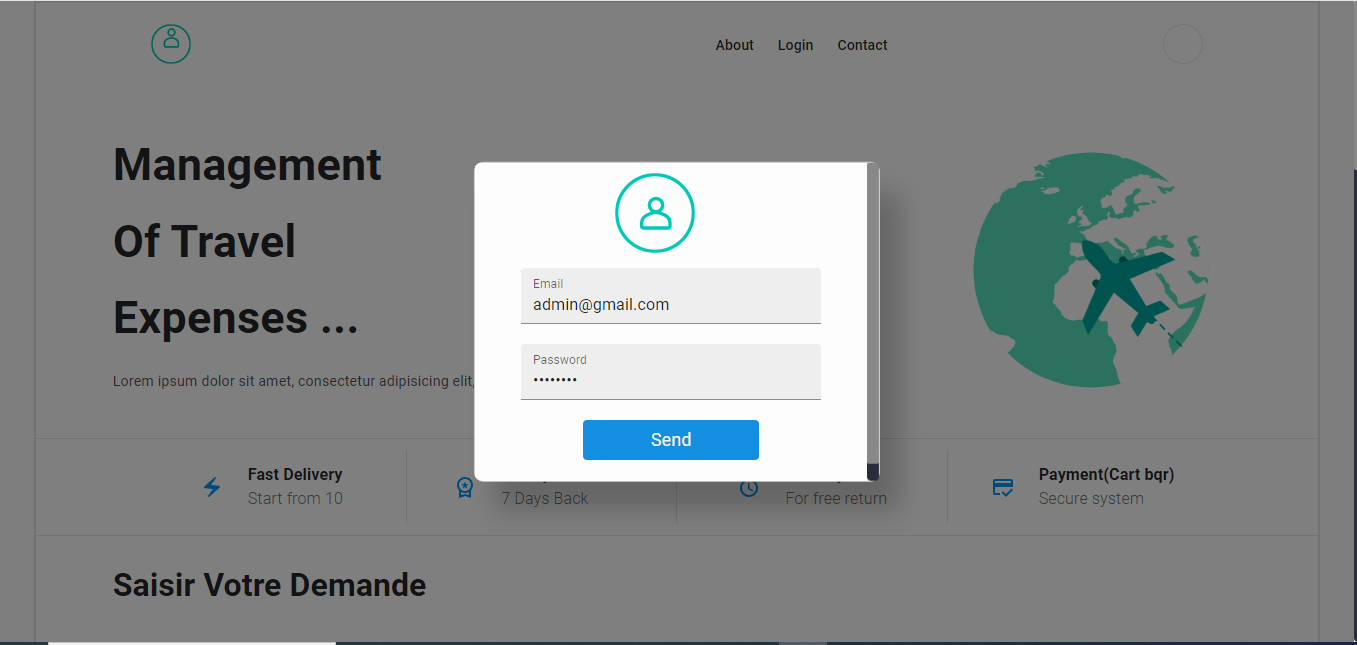 About Login Contact
Management
Of Travel
Expenses ...
Lorem ipsum dolor sit amet, consectetur adipisicing elit,
Email
admin@gmail.com
Password
••••••••
Send
Fast Delivery
Start from 10
7 Days Back
For free return
Payment(Cart bqr)
Secure system
Saisir Votre Demande